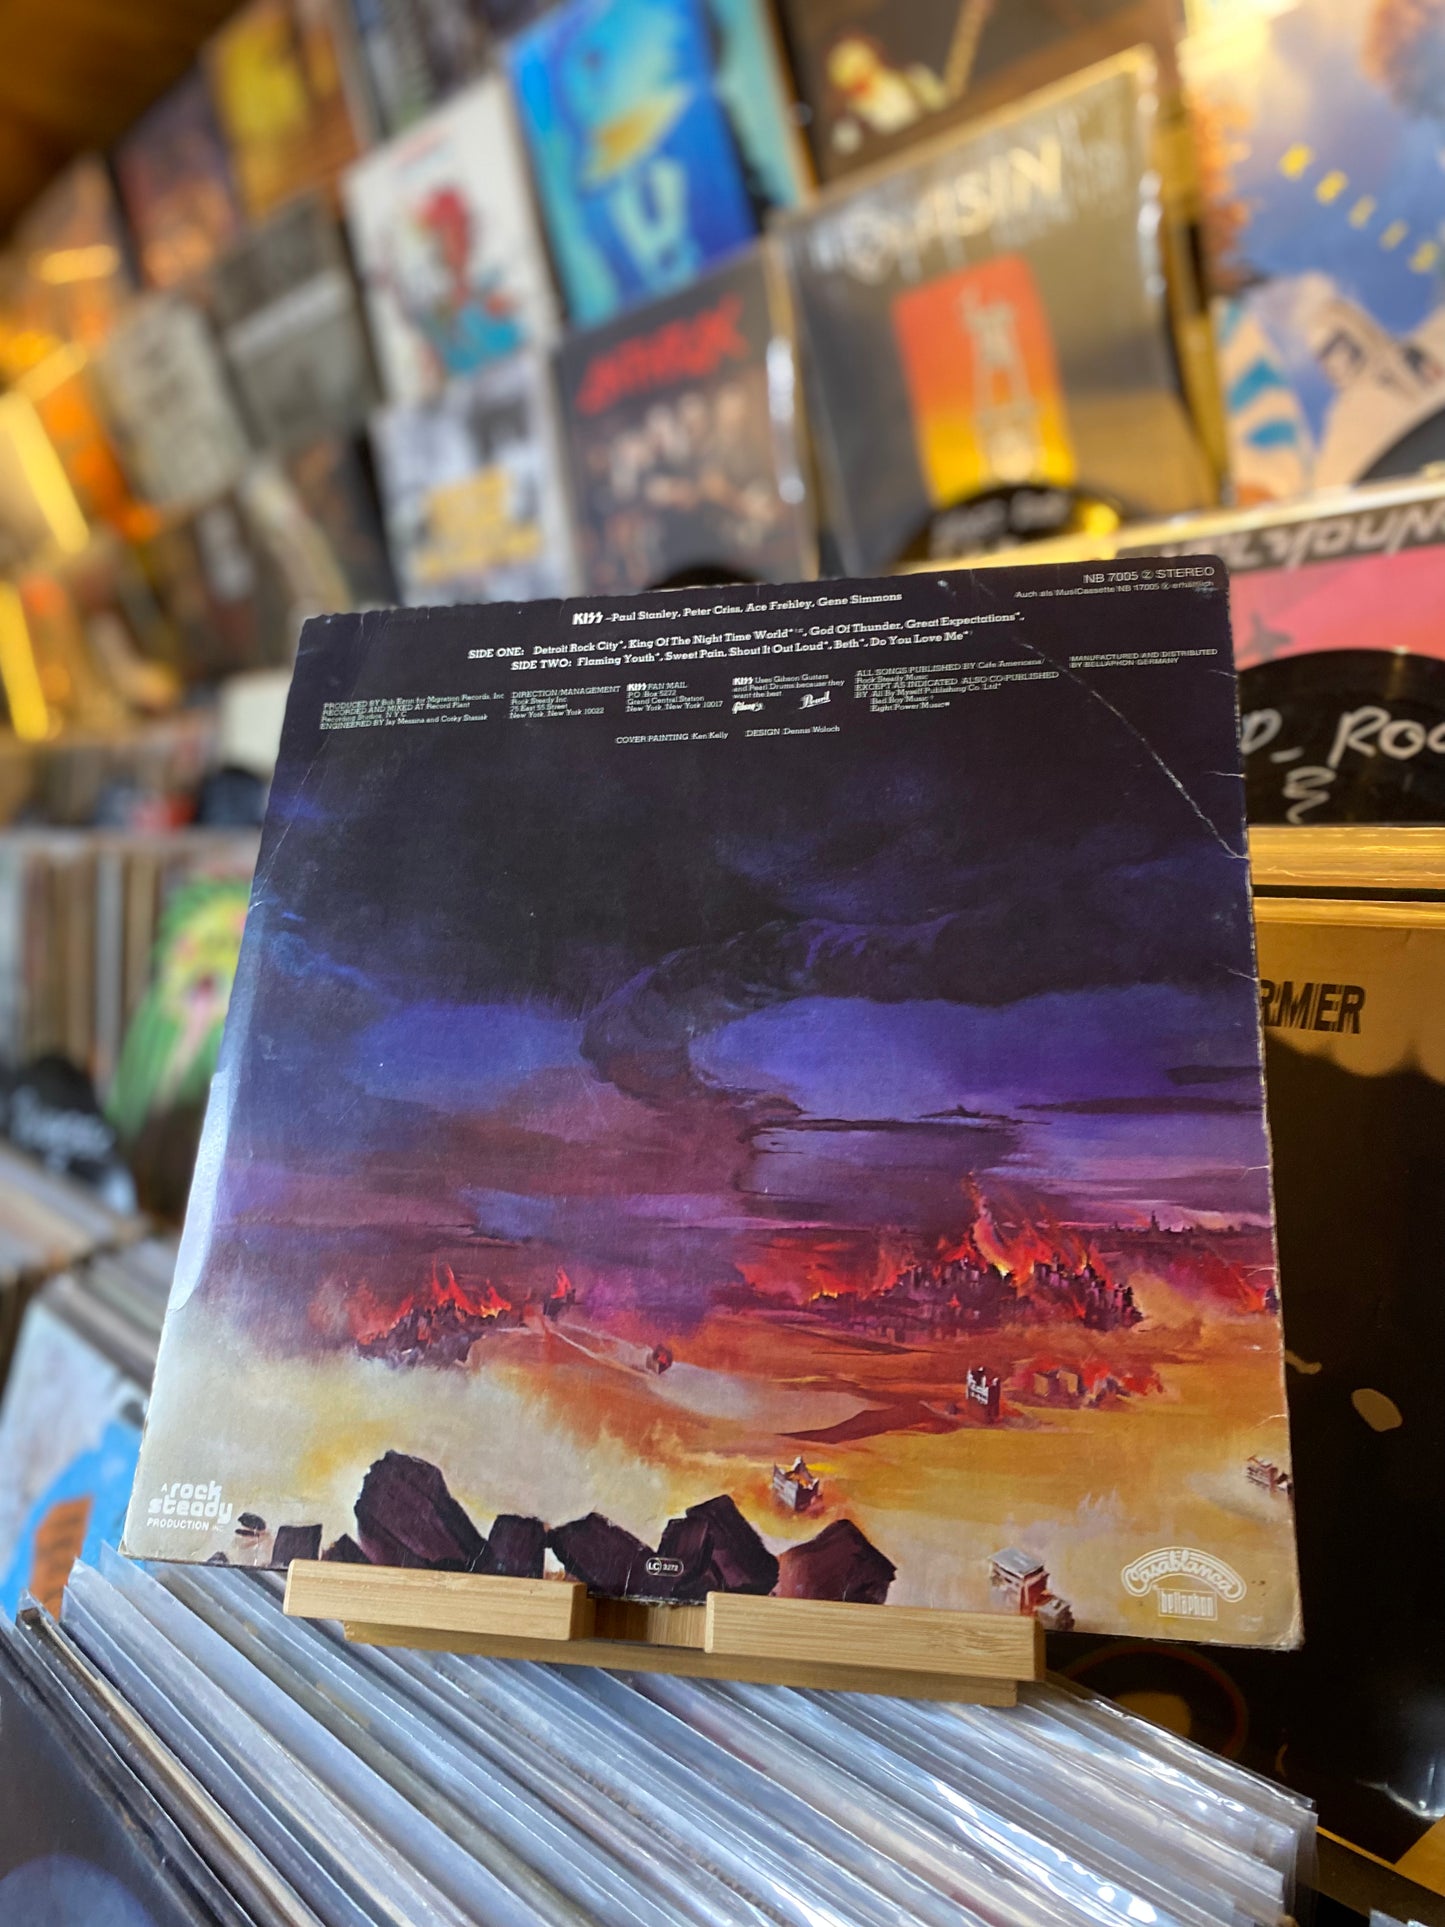 NB 7005 Ⓩ STEREO
Auch als MusiCassette NB 17005 Ⓩ erhältlich
KISS –Paul Stanley, Peter Criss, Ace Frehley, Gene Simmons
SIDE ONE: Detroit Rock City*, King Of The Night Time World*, God Of Thunder, Great Expectations*,
SIDE TWO: Flaming Youth*, Sweet Pain, Shout It Out Loud*, Beth*, Do You Love Me*
PRODUCED BY Bob Ezrin for Migration Records, Inc
RECORDED AND MIXED AT Record Plant
Recording Studios, N.Y.C.
ENGINEERED BY Jay Messina and Corky Stasiak
DIRECTION/MANAGEMENT
Rock Steady Inc
75 East 55 Street
New York, New York 10022
KISS FAN MAIL
P.O. Box 5272
Grand Central Station
New York, New York 10017
KISS Uses Gibson Guitars
and Pearl Drums because they
want the best
Gibson
Pearl
ALL SONGS PUBLISHED BY Cafe Americana/
Rock Steady Music
EXCEPT AS INDICATED ALSO CO-PUBLISHED
BY All By Myself Publishing Co. Ltd*
Bad Boy Music
Eight Power Music
MANUFACTURED AND DISTRIBUTED
BY BELLAPHON GERMANY
COVER PAINTING Ken Kelly DESIGN Dennis Woloch
A rock
steady
PRODUCTION INC
LC 3272
Casablanca
bellaphon
YOUNG
ANTHRAX
RMER